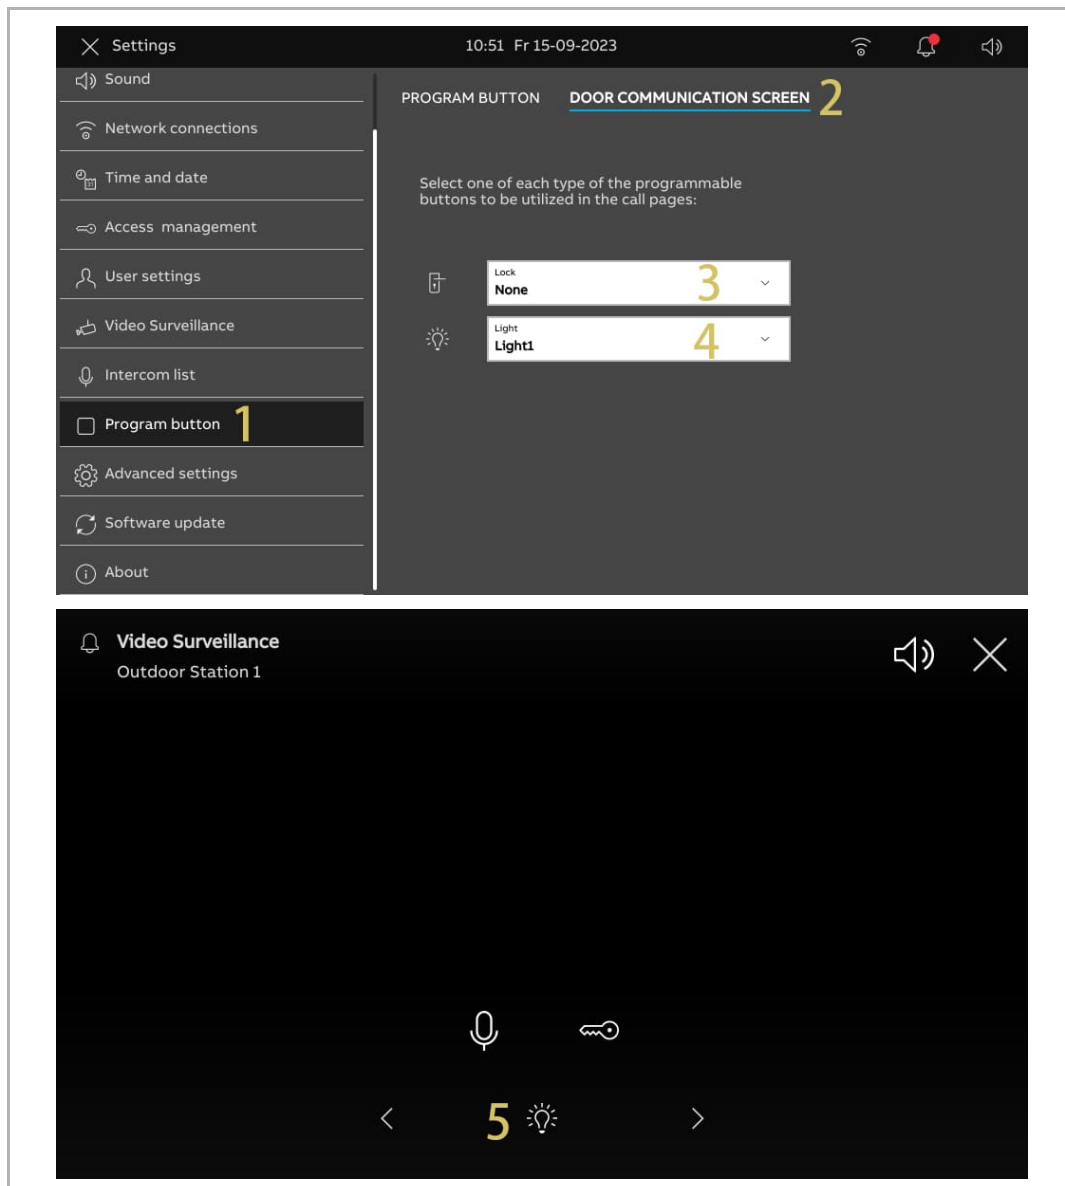 Settings
10:51 Fr 15-09-2023
Sound
Network connections
Time and date
Access management
User settings
Video Surveillance
Intercom list
Program button 1
Advanced settings
Software update
About
PROGRAM BUTTON DOOR COMMUNICATION SCREEN 2
Select one of each type of the programmable
buttons to be utilized in the call pages:
Lock
None 3
Light
Light1 4
Video Surveillance
Outdoor Station 1
5